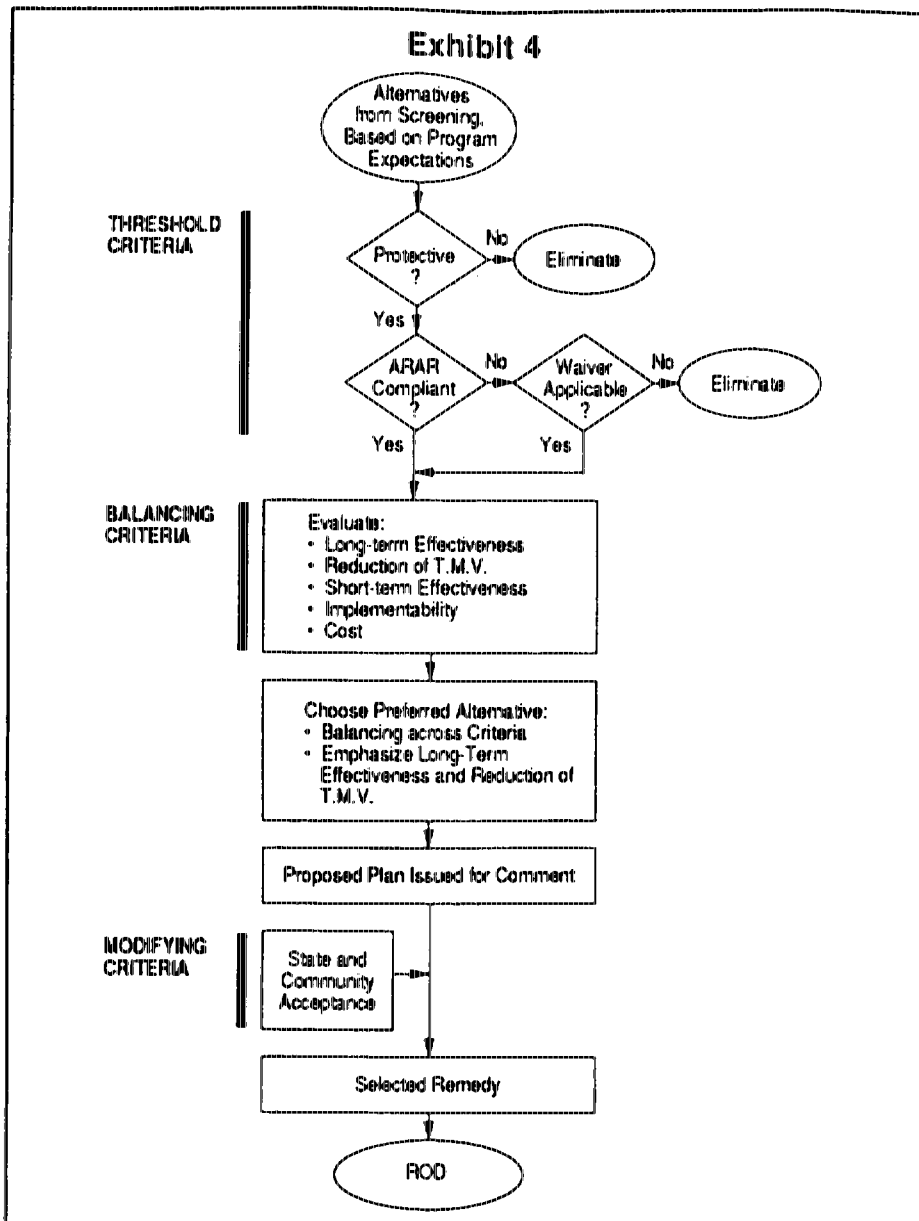 Exhibit 4
Alternatives
from Screening,
Based on Program
Expectations
THRESHOLD
CRITERIA
Protective
?
No
Eliminate
Yes
ARAR
Compliant
?
No
Waiver
Applicable
?
No
Eliminate
Yes
Yes
BALANCING
CRITERIA
Evaluate:
• Long-term Effectiveness
• Reduction of T.M.V.
• Short-term Effectiveness
• Implementability
• Cost
Choose Preferred Alternative:
• Balancing across Criteria
• Emphasize Long-Term
Effectiveness and Reduction of
T.M.V.
Proposed Plan Issued for Comment
MODIFYING
CRITERIA
State and
Community
Acceptance
Selected Remedy
ROD